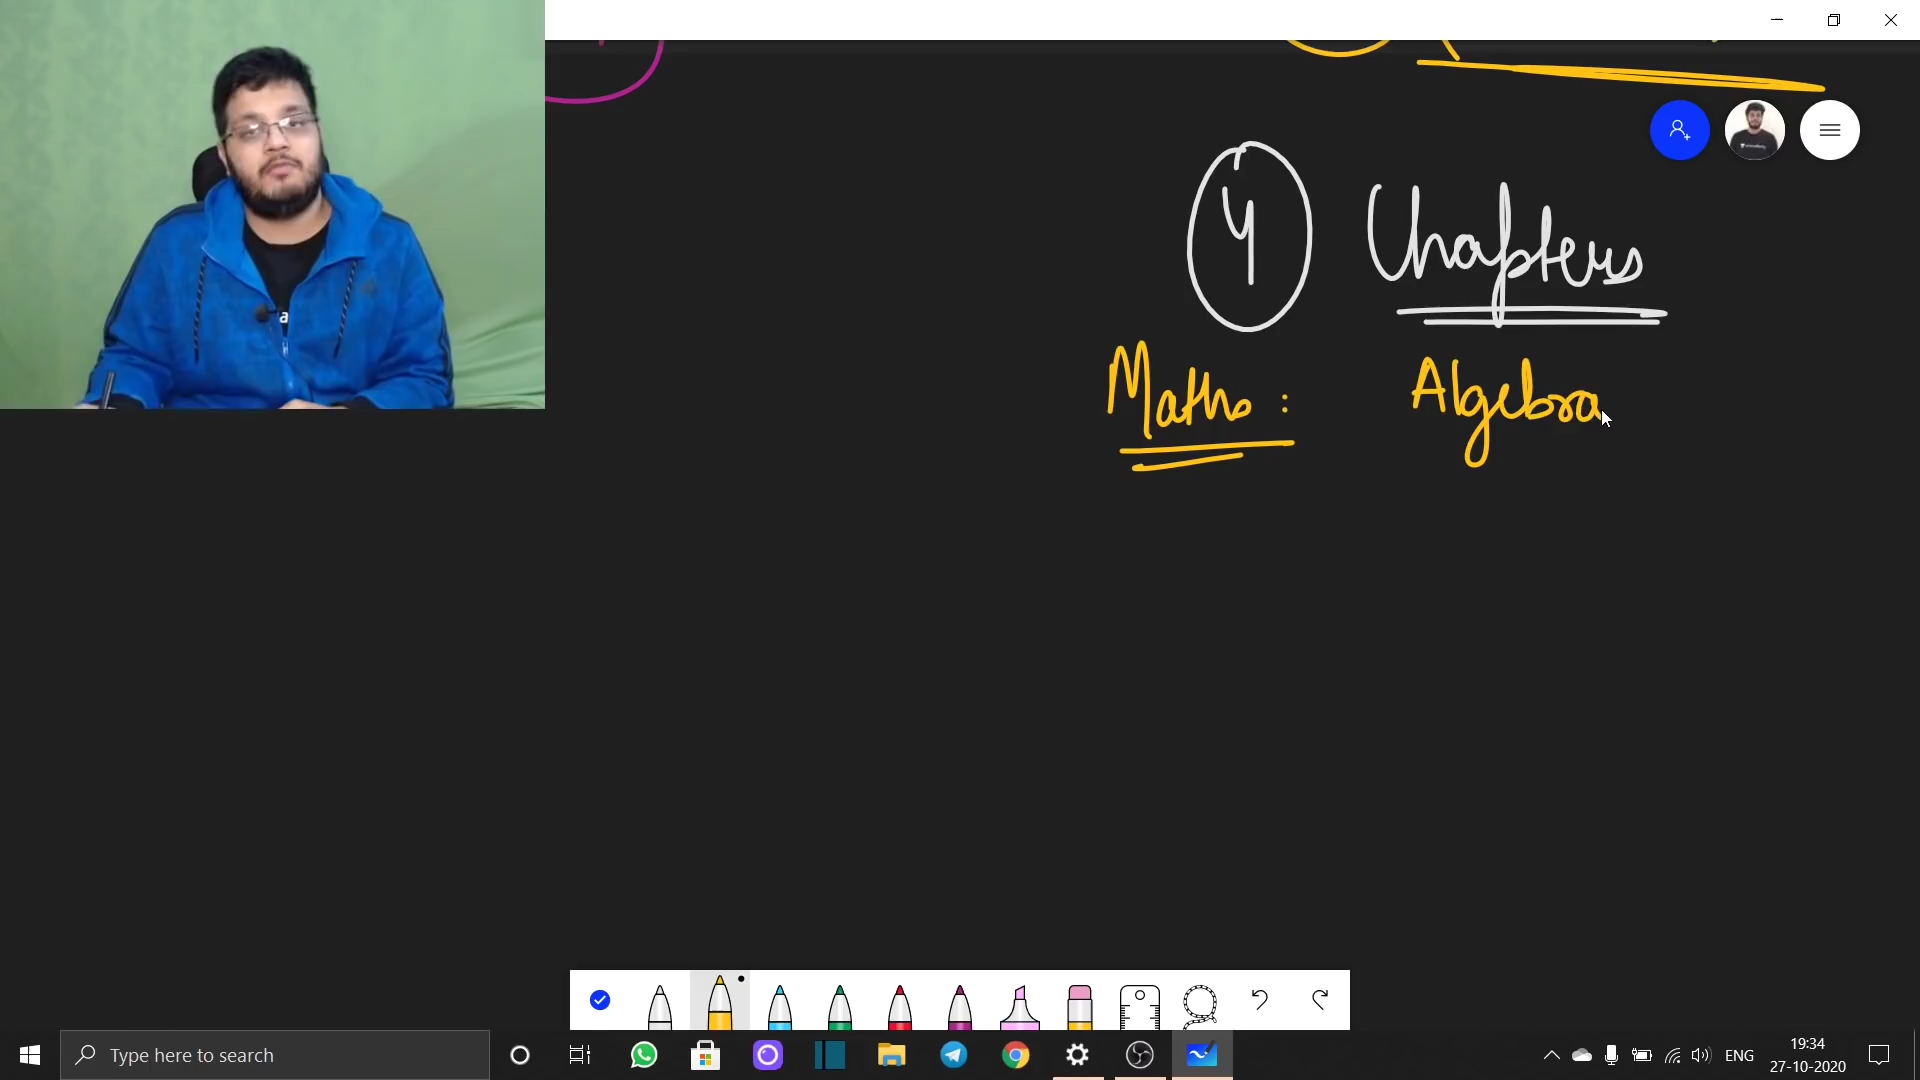 4 Chapters
Maths: Algebra
a
Type here to search
ENG
19:34
27-10-2020